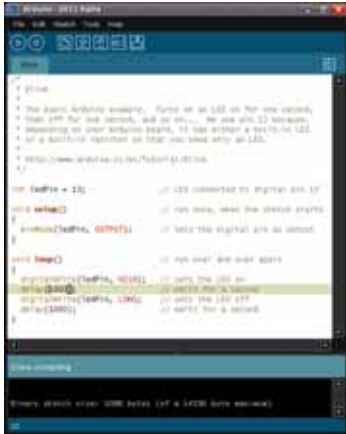 Arduino - 0011 Alpha
File Edit Sketch Tools Help
Blink
/*
* Blink
*
* The basic Arduino example. Turns on an LED on for one second,
* then off for one second, and so on... We use pin 13 because,
* depending on your Arduino board, it has either a built-in LED
* or a built-in resistor so that you need only an LED.
*
* http://www.arduino.cc/en/Tutorial/Blink
*/
int ledPin = 13; // LED connected to digital pin 13
void setup() // run once, when the sketch starts
{
pinMode(ledPin, OUTPUT); // sets the digital pin as output
}
void loop() // run over and over again
{
digitalWrite(ledPin, HIGH); // sets the LED on
delay(1000); // waits for a second
digitalWrite(ledPin, LOW); // sets the LED off
delay(1000); // waits for a second
}
Done compiling.
Binary sketch size: 1098 bytes (of a 14336 byte maximum)